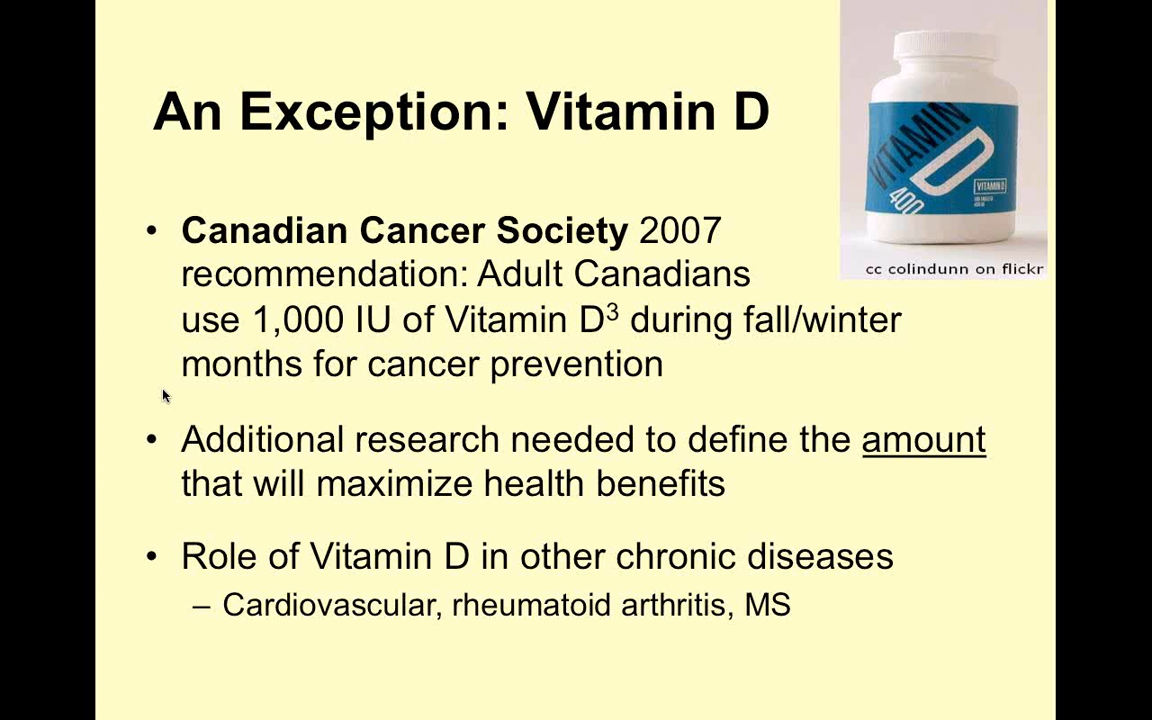 An Exception: Vitamin D
VITAMIN
D
400
VITAMIN D
cc colindunn on flickr
• Canadian Cancer Society 2007
recommendation: Adult Canadians
use 1,000 IU of Vitamin D³ during fall/winter
months for cancer prevention
• Additional research needed to define the amount
that will maximize health benefits
• Role of Vitamin D in other chronic diseases
– Cardiovascular, rheumatoid arthritis, MS